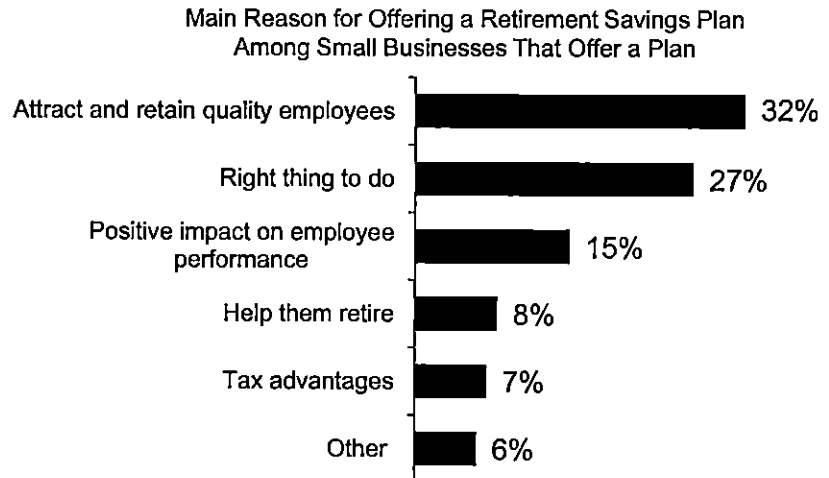 Main Reason for Offering a Retirement Savings Plan
Among Small Businesses That Offer a Plan
Attract and retain quality employees 32%
Right thing to do 27%
Positive impact on employee
performance 15%
Help them retire 8%
Tax advantages 7%
Other 6%